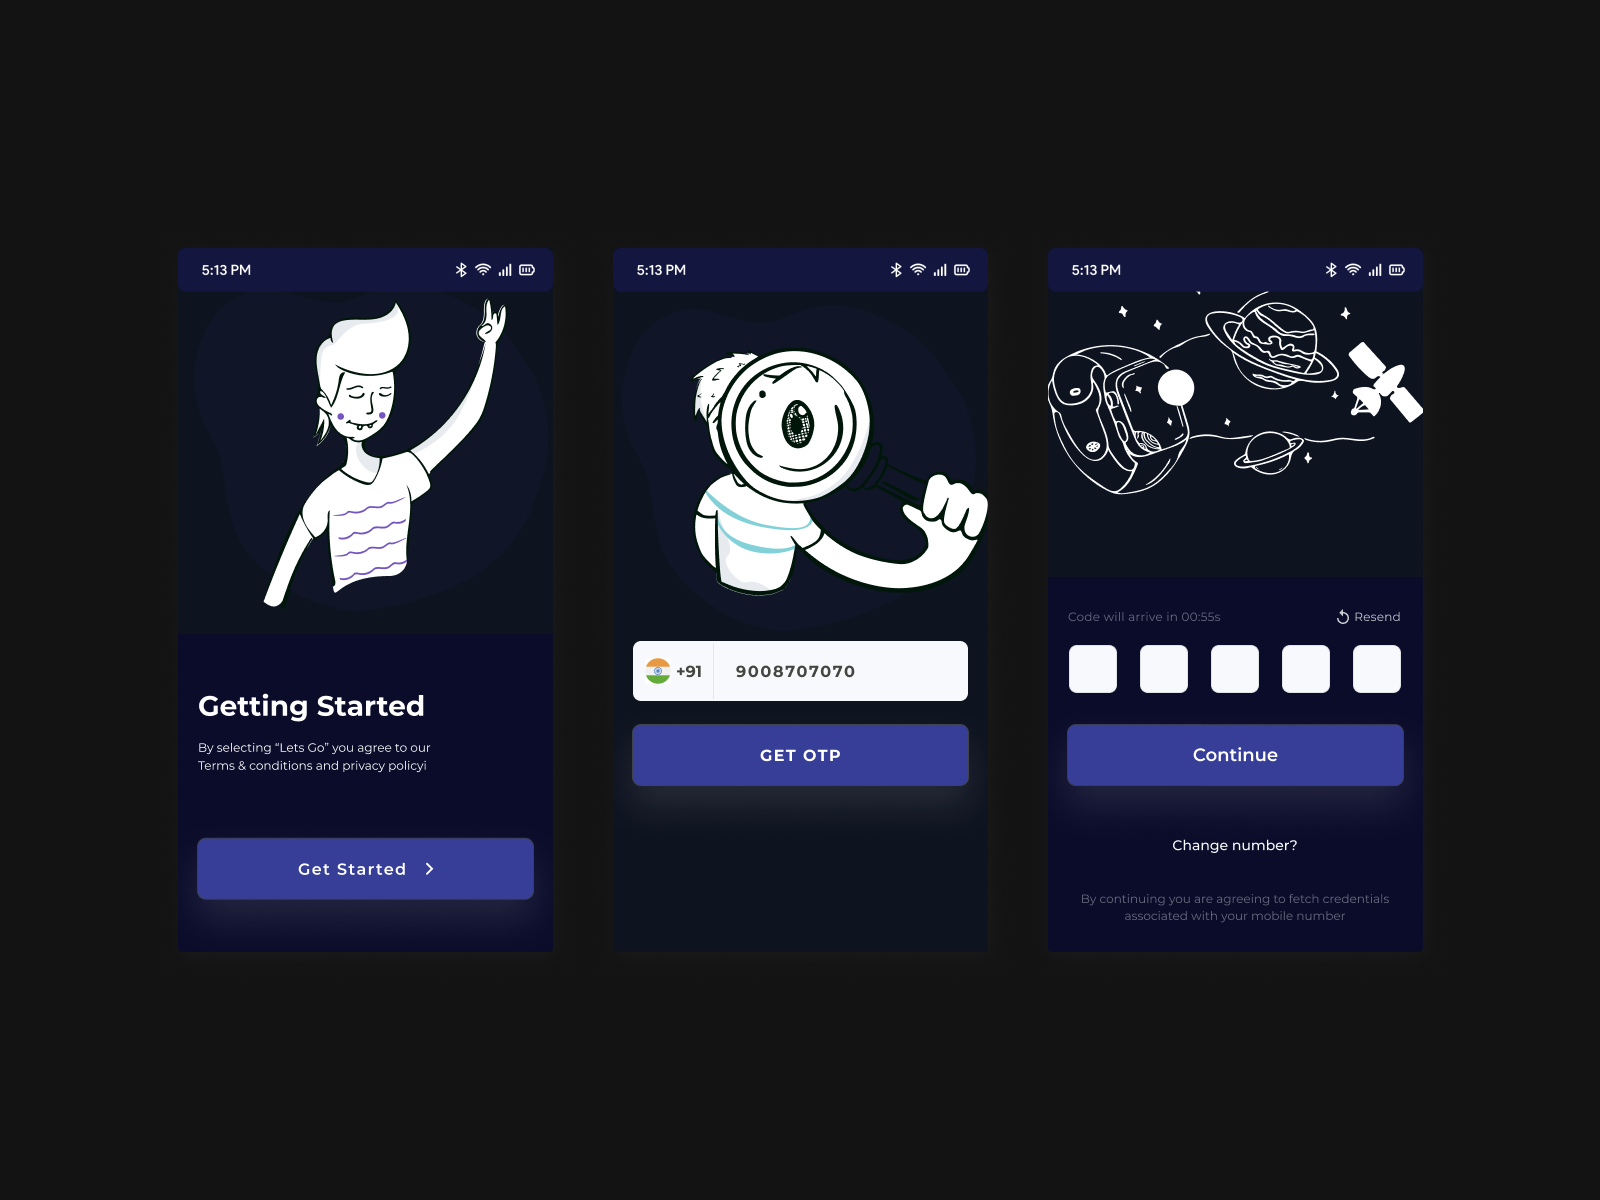 5:13 PM
Getting Started
By selecting “Lets Go” you agree to our
Terms & conditions and privacy policyi
Get Started
5:13 PM
+91 9008707070
GET OTP
5:13 PM
Code will arrive in 00:55s Resend
Continue
Change number?
By continuing you are agreeing to fetch credentials
associated with your mobile number